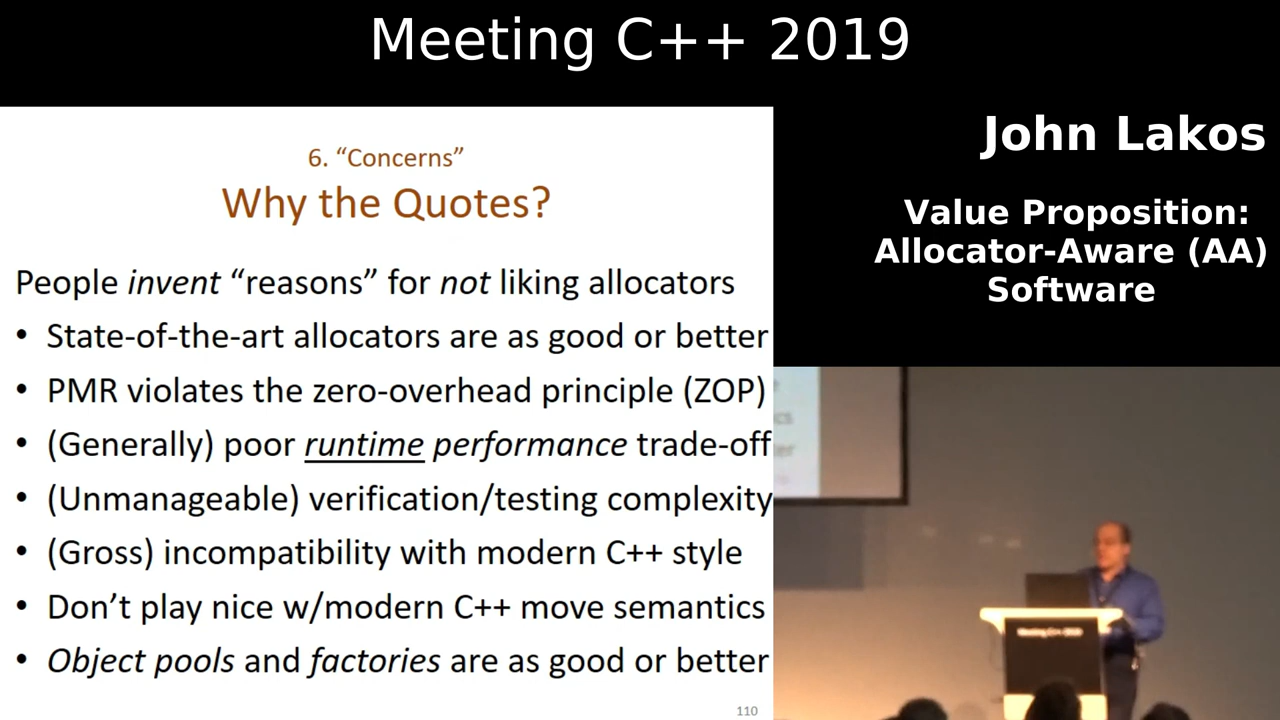 Meeting C++ 2019
6. “Concerns”
Why the Quotes?
People invent “reasons” for not liking allocators
• State-of-the-art allocators are as good or better
• PMR violates the zero-overhead principle (ZOP)
• (Generally) poor runtime performance trade-off
• (Unmanageable) verification/testing complexity
• (Gross) incompatibility with modern C++ style
• Don’t play nice w/modern C++ move semantics
• Object pools and factories are as good or better
110
John Lakos
Value Proposition:
Allocator-Aware (AA)
Software
Meeting C++ 2019